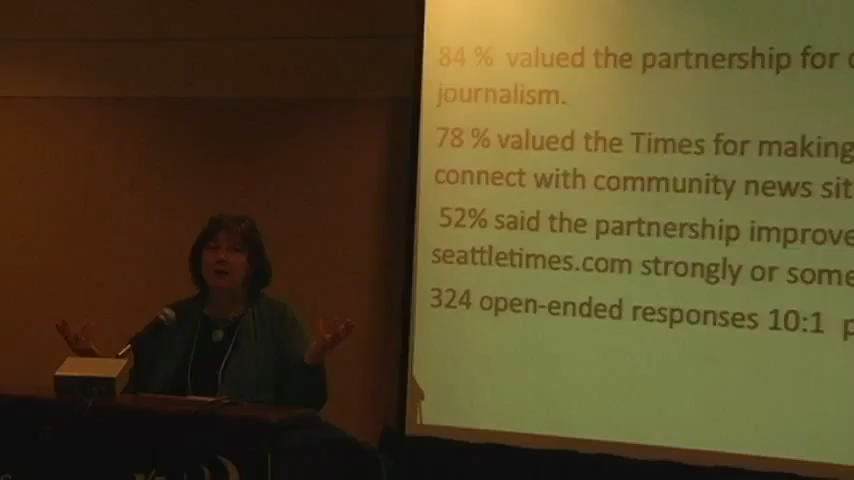 84 % valued the partnership for
journalism.
78 % valued the Times for making
connect with community news sit
52% said the partnership improve
seattletimes.com strongly or some
324 open-ended responses 10:1 p